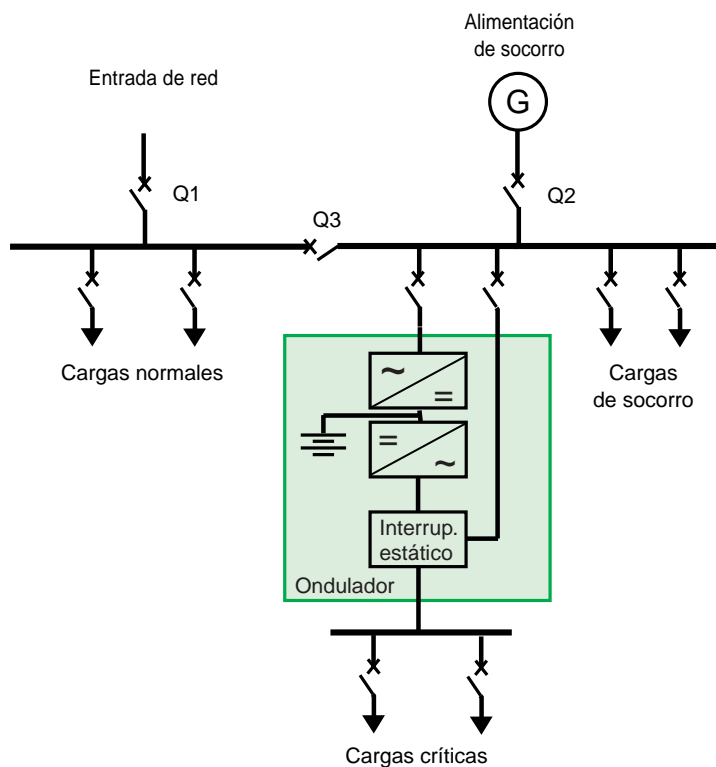 Alimentación
de socorro
Entrada de red
G
Q1
Q2
Q3
Cargas normales
Cargas
de socorro
~
=
=
~
Interrup.
estático
Ondulador
Cargas críticas